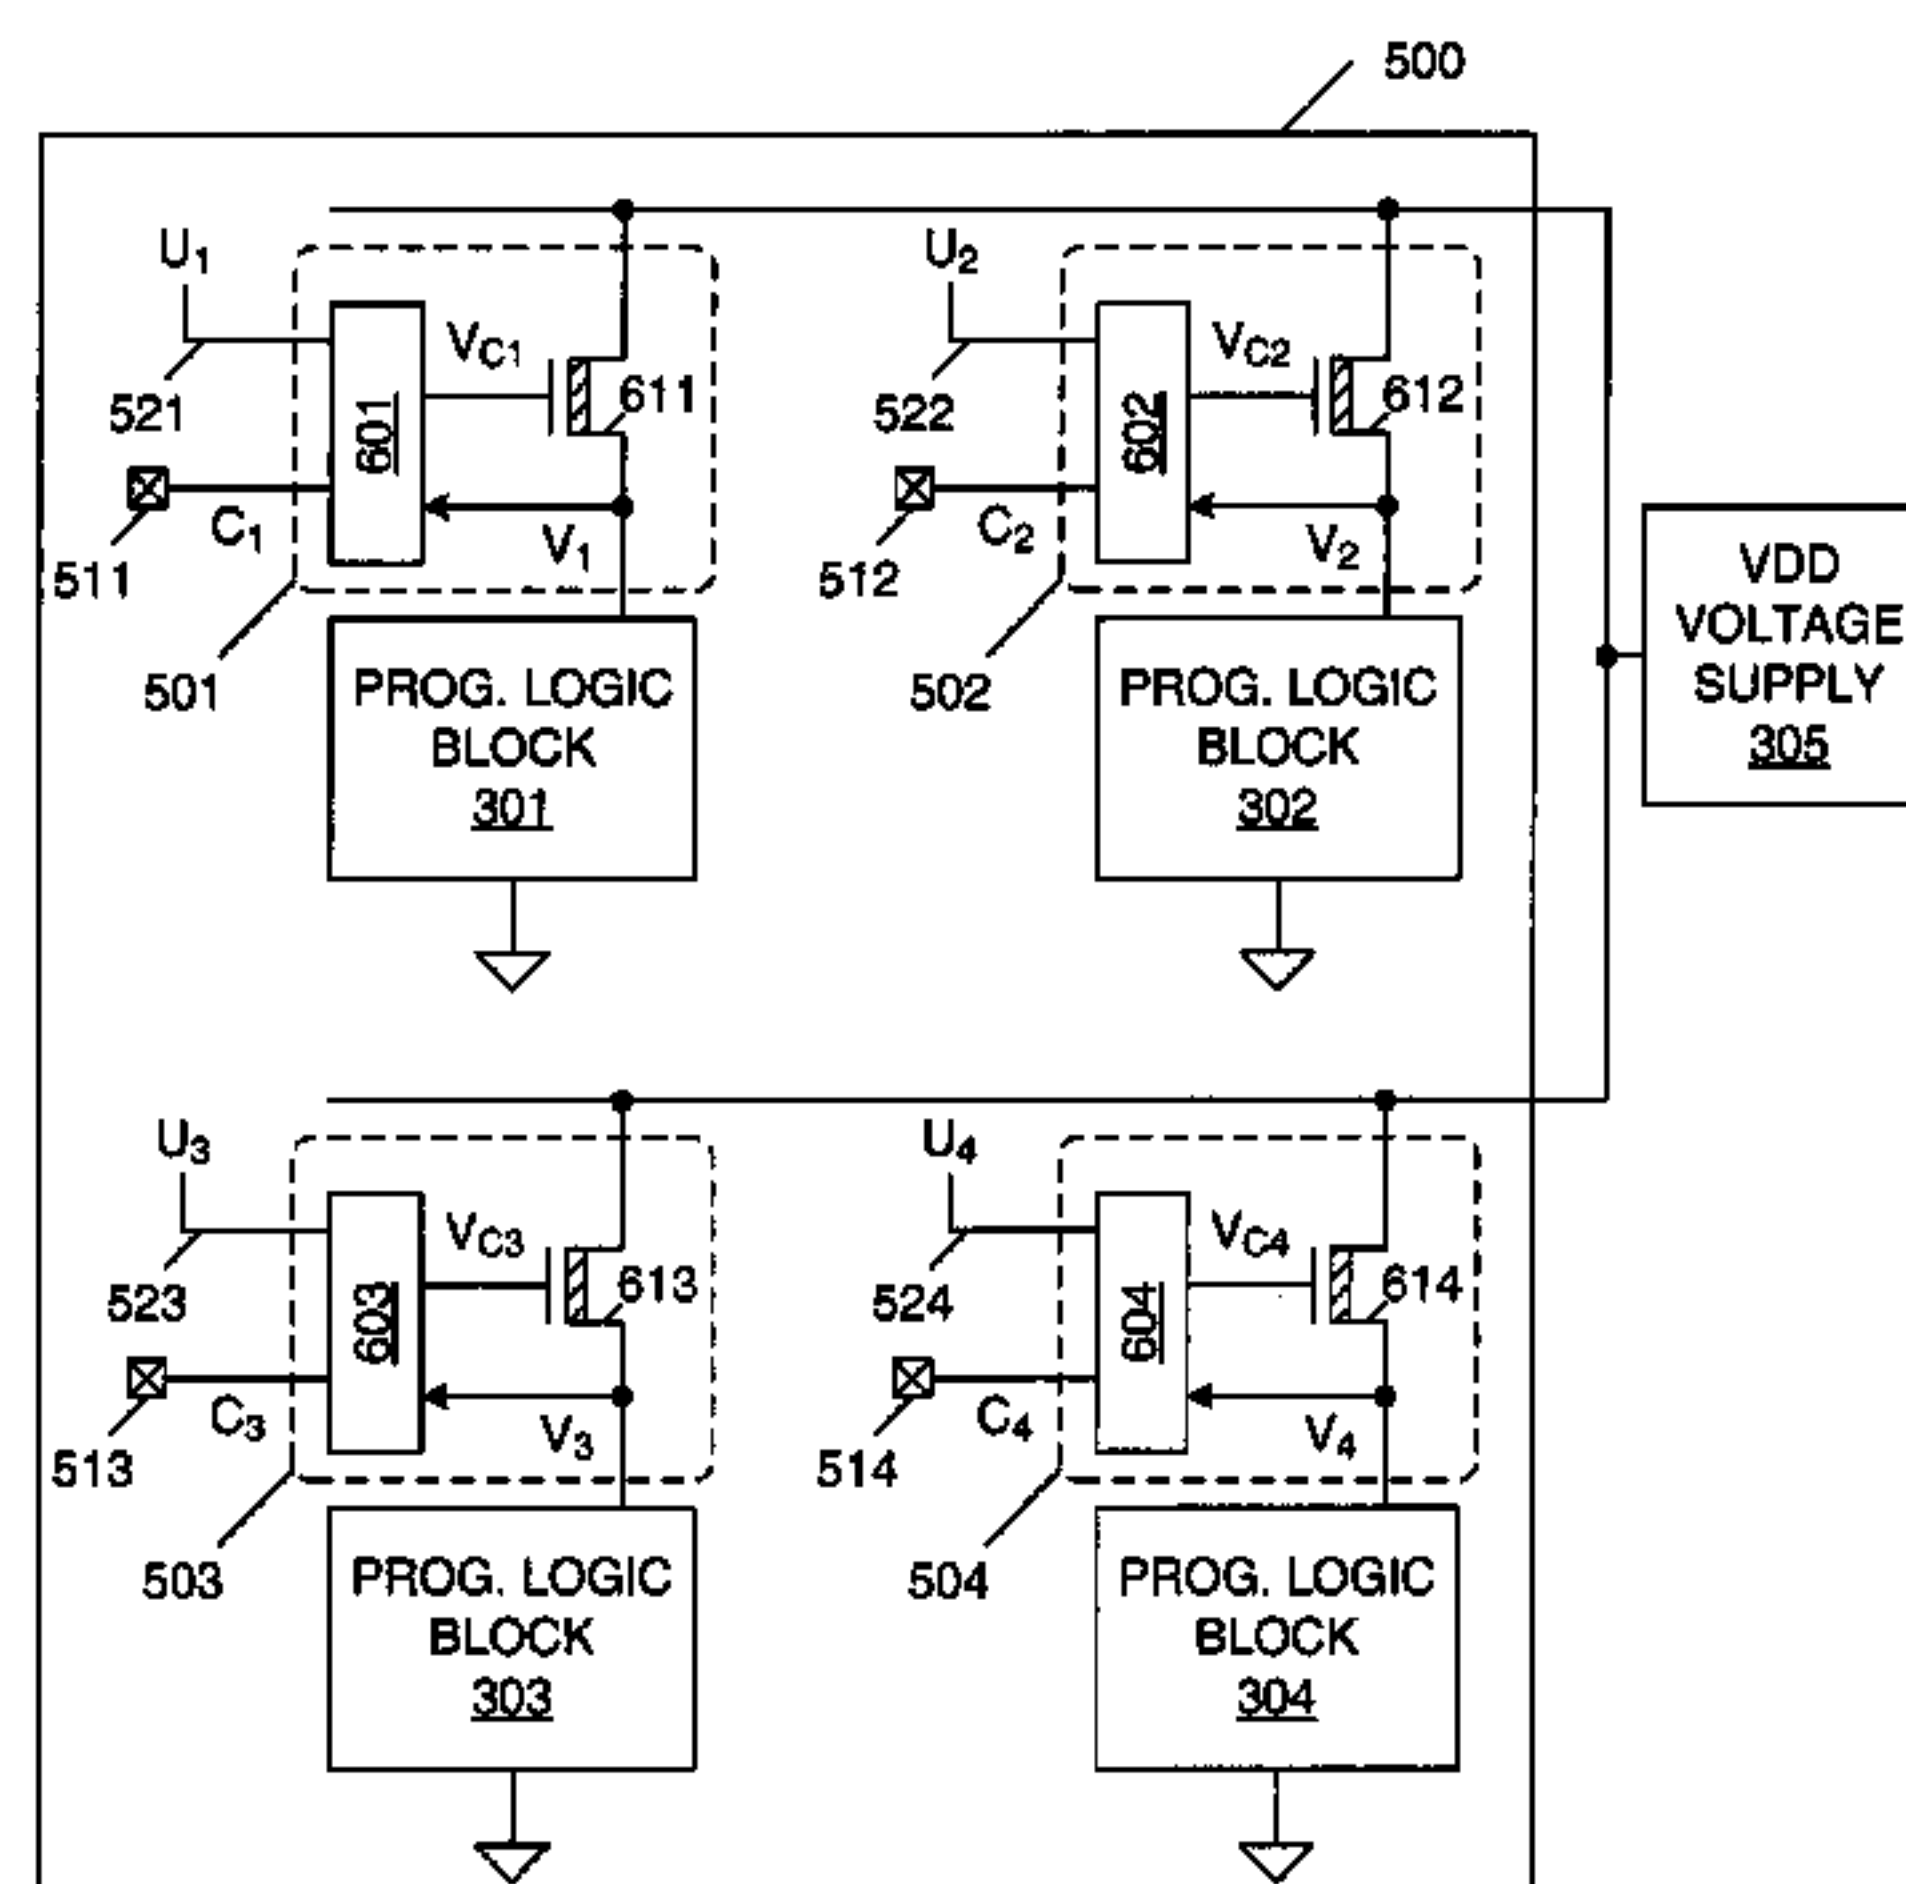 500
U1
U2
VC1
VC2
611
612
521
522
601
602
C1
C2
V1
V2
511
512
VDD
VOLTAGE
SUPPLY
305
501
502
PROG. LOGIC
BLOCK
301
PROG. LOGIC
BLOCK
302
U3
U4
VC3
VC4
613
614
523
524
603
604
C3
C4
V3
V4
513
514
503
504
PROG. LOGIC
BLOCK
303
PROG. LOGIC
BLOCK
304